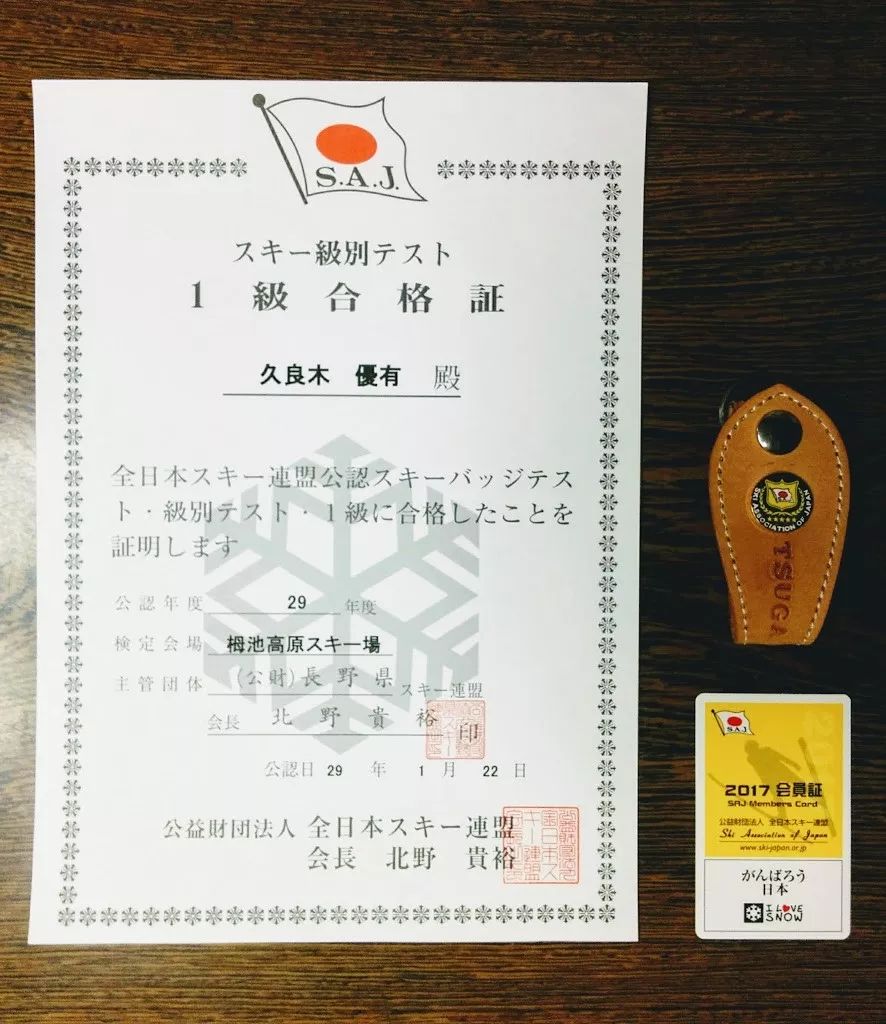 S.A.J.
スキー級別テスト
1級合格証
久良木 優有 殿
全日本スキー連盟公認スキーバッジテス
ト・級別テスト・1級に合格したことを
証明します
公認年度 29 年度
検定会場 栂池高原スキー場
主管団体 (公財)長野県 スキー連盟
会長 北野貴裕 印
公認日 29 年 1 月 22 日
公益財団法人 全日本スキー連盟
会長 北野 貴裕
SKI ASSOCIATION OF JAPAN
TSUGA
S.A.J.
2017 会員証
SAJ Members Card
公益財団法人 全日本スキー連盟
Ski Association of Japan
www.ski-japan.or.jp
がんばろう
日本
I LOVE
SNOW